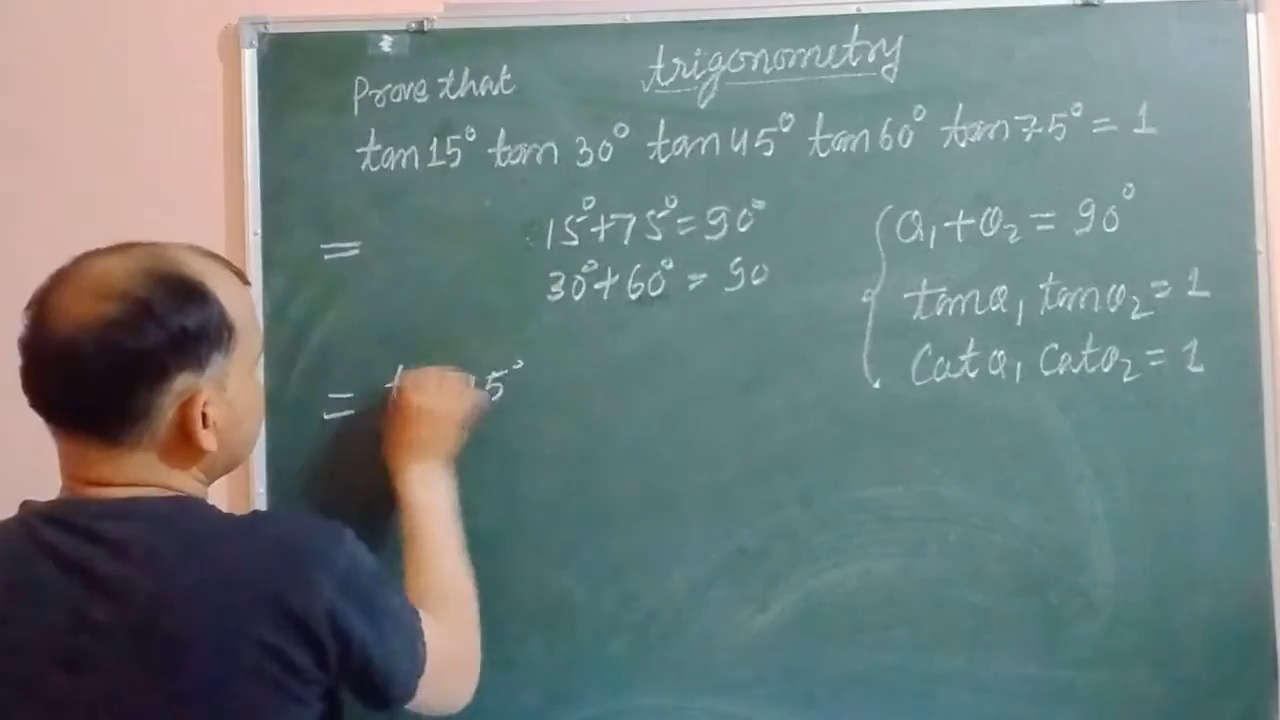 trigonometry
Prove that
tan 15° tan 30° tan 45° tan 60° tan 75° = 1
15° + 75° = 90°
=
30° + 60° = 90
θ₁ + θ₂ = 90°
tan θ₁ tan θ₂ = 1
Cot θ₁ Cot θ₂ = 1
= 15°